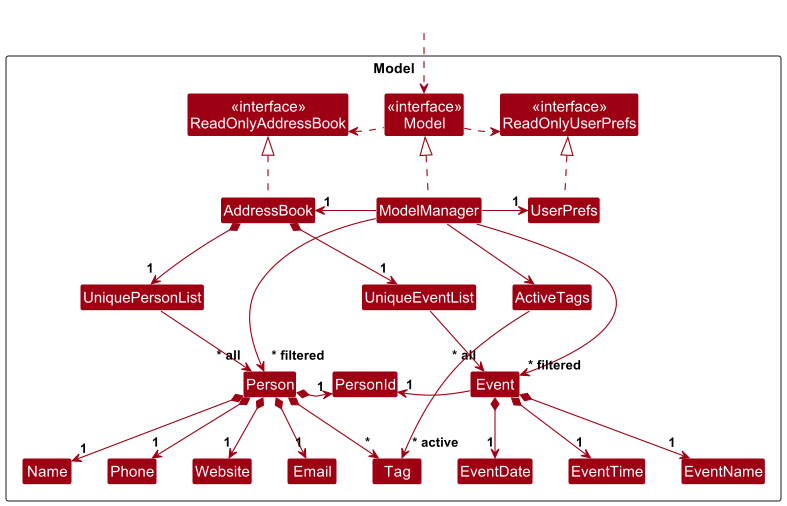 Model
«interface»
ReadOnlyAddressBook
«interface»
Model
«interface»
ReadOnlyUserPrefs
AddressBook
1
ModelManager
1
UserPrefs
1
1
UniquePersonList
UniqueEventList
ActiveTags
* all
* filtered
* all
* filtered
Person
1
PersonId
1
Event
1
1
1
1
*
* active
1
1
1
Name
Phone
Website
Email
Tag
EventDate
EventTime
EventName